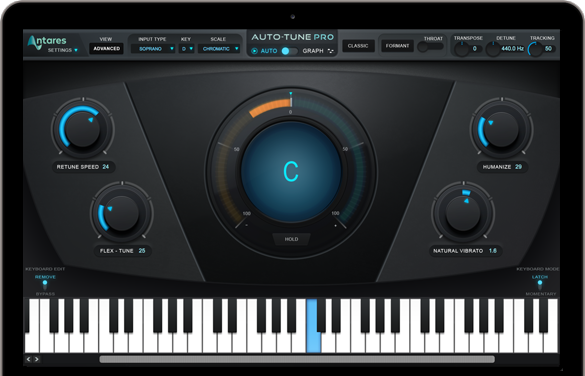 Antares
SETTINGS
VIEW
ADVANCED
INPUT TYPE
SOPRANO
KEY
D
SCALE
CHROMATIC
AUTO-TUNE PRO
AUTO
GRAPH
CLASSIC
FORMANT
THROAT
TRANSPOSE
0
DETUNE
440.0 Hz
TRACKING
50
RETUNE SPEED 24
FLEX - TUNE 25
0
50
50
100
100
-
+
C
HOLD
HUMANIZE 29
NATURAL VIBRATO 1.6
KEYBOARD EDIT
REMOVE
BYPASS
KEYBOARD MODE
LATCH
MOMENTARY